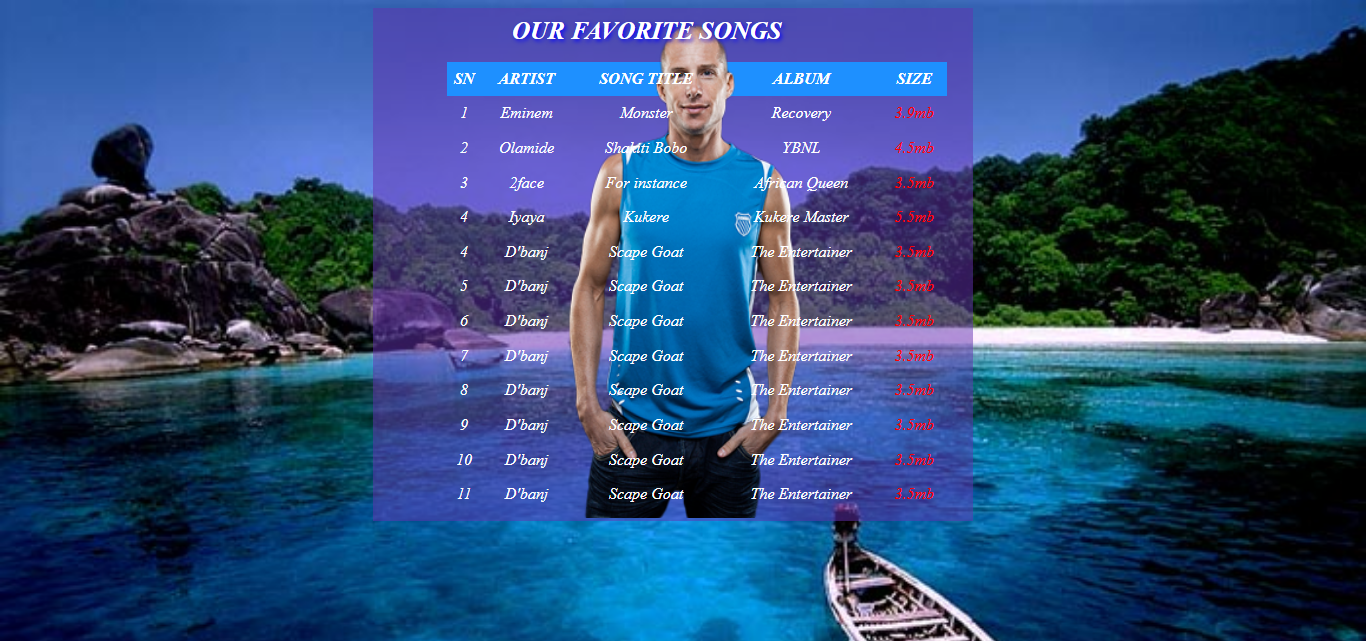 OUR FAVORITE SONGS
SN ARTIST SONG TITLE ALBUM SIZE
1 Eminem Monster Recovery 3.9mb
2 Olamide Shakiti Bobo YBNL 4.5mb
3 2face For instance African Queen 3.5mb
4 Iyaya Kukere Kukere Master 5.5mb
4 D'banj Scape Goat The Entertainer 3.5mb
5 D'banj Scape Goat The Entertainer 3.5mb
6 D'banj Scape Goat The Entertainer 3.5mb
7 D'banj Scape Goat The Entertainer 3.5mb
8 D'banj Scape Goat The Entertainer 3.5mb
9 D'banj Scape Goat The Entertainer 3.5mb
10 D'banj Scape Goat The Entertainer 3.5mb
11 D'banj Scape Goat The Entertainer 3.5mb